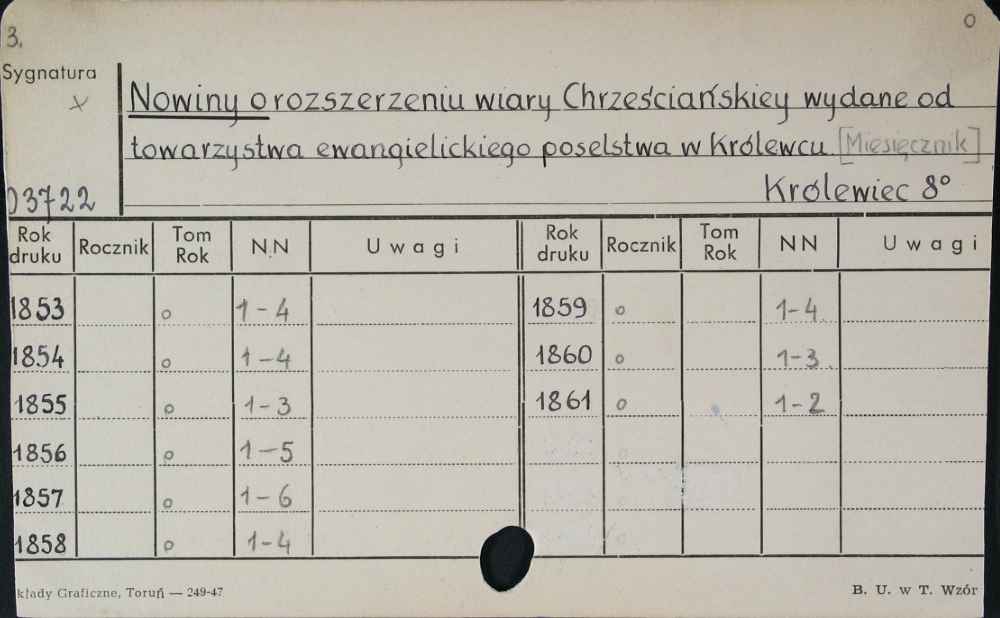 3.
o
Sygnatura
x
Nowiny o rozszerzeniu wiary Chrześciańskiey wydane od
towarzystwa ewangielickiego poselstwa w Królewcu [Miesięcznik]
03722
Królewiec 8°
Rok druku Rocznik Tom Rok NN Uwagi Rok druku Rocznik Tom Rok NN Uwagi
1853 o 1-4 1859 o 1-4
1854 o 1-4 1860 o 1-3
1855 o 1-3 1861 o 1-2
1856 o 1-5
1857 o 1-6
1858 o 1-4
kłady Graficzne, Toruń — 249-47 B. U. w T. Wzór